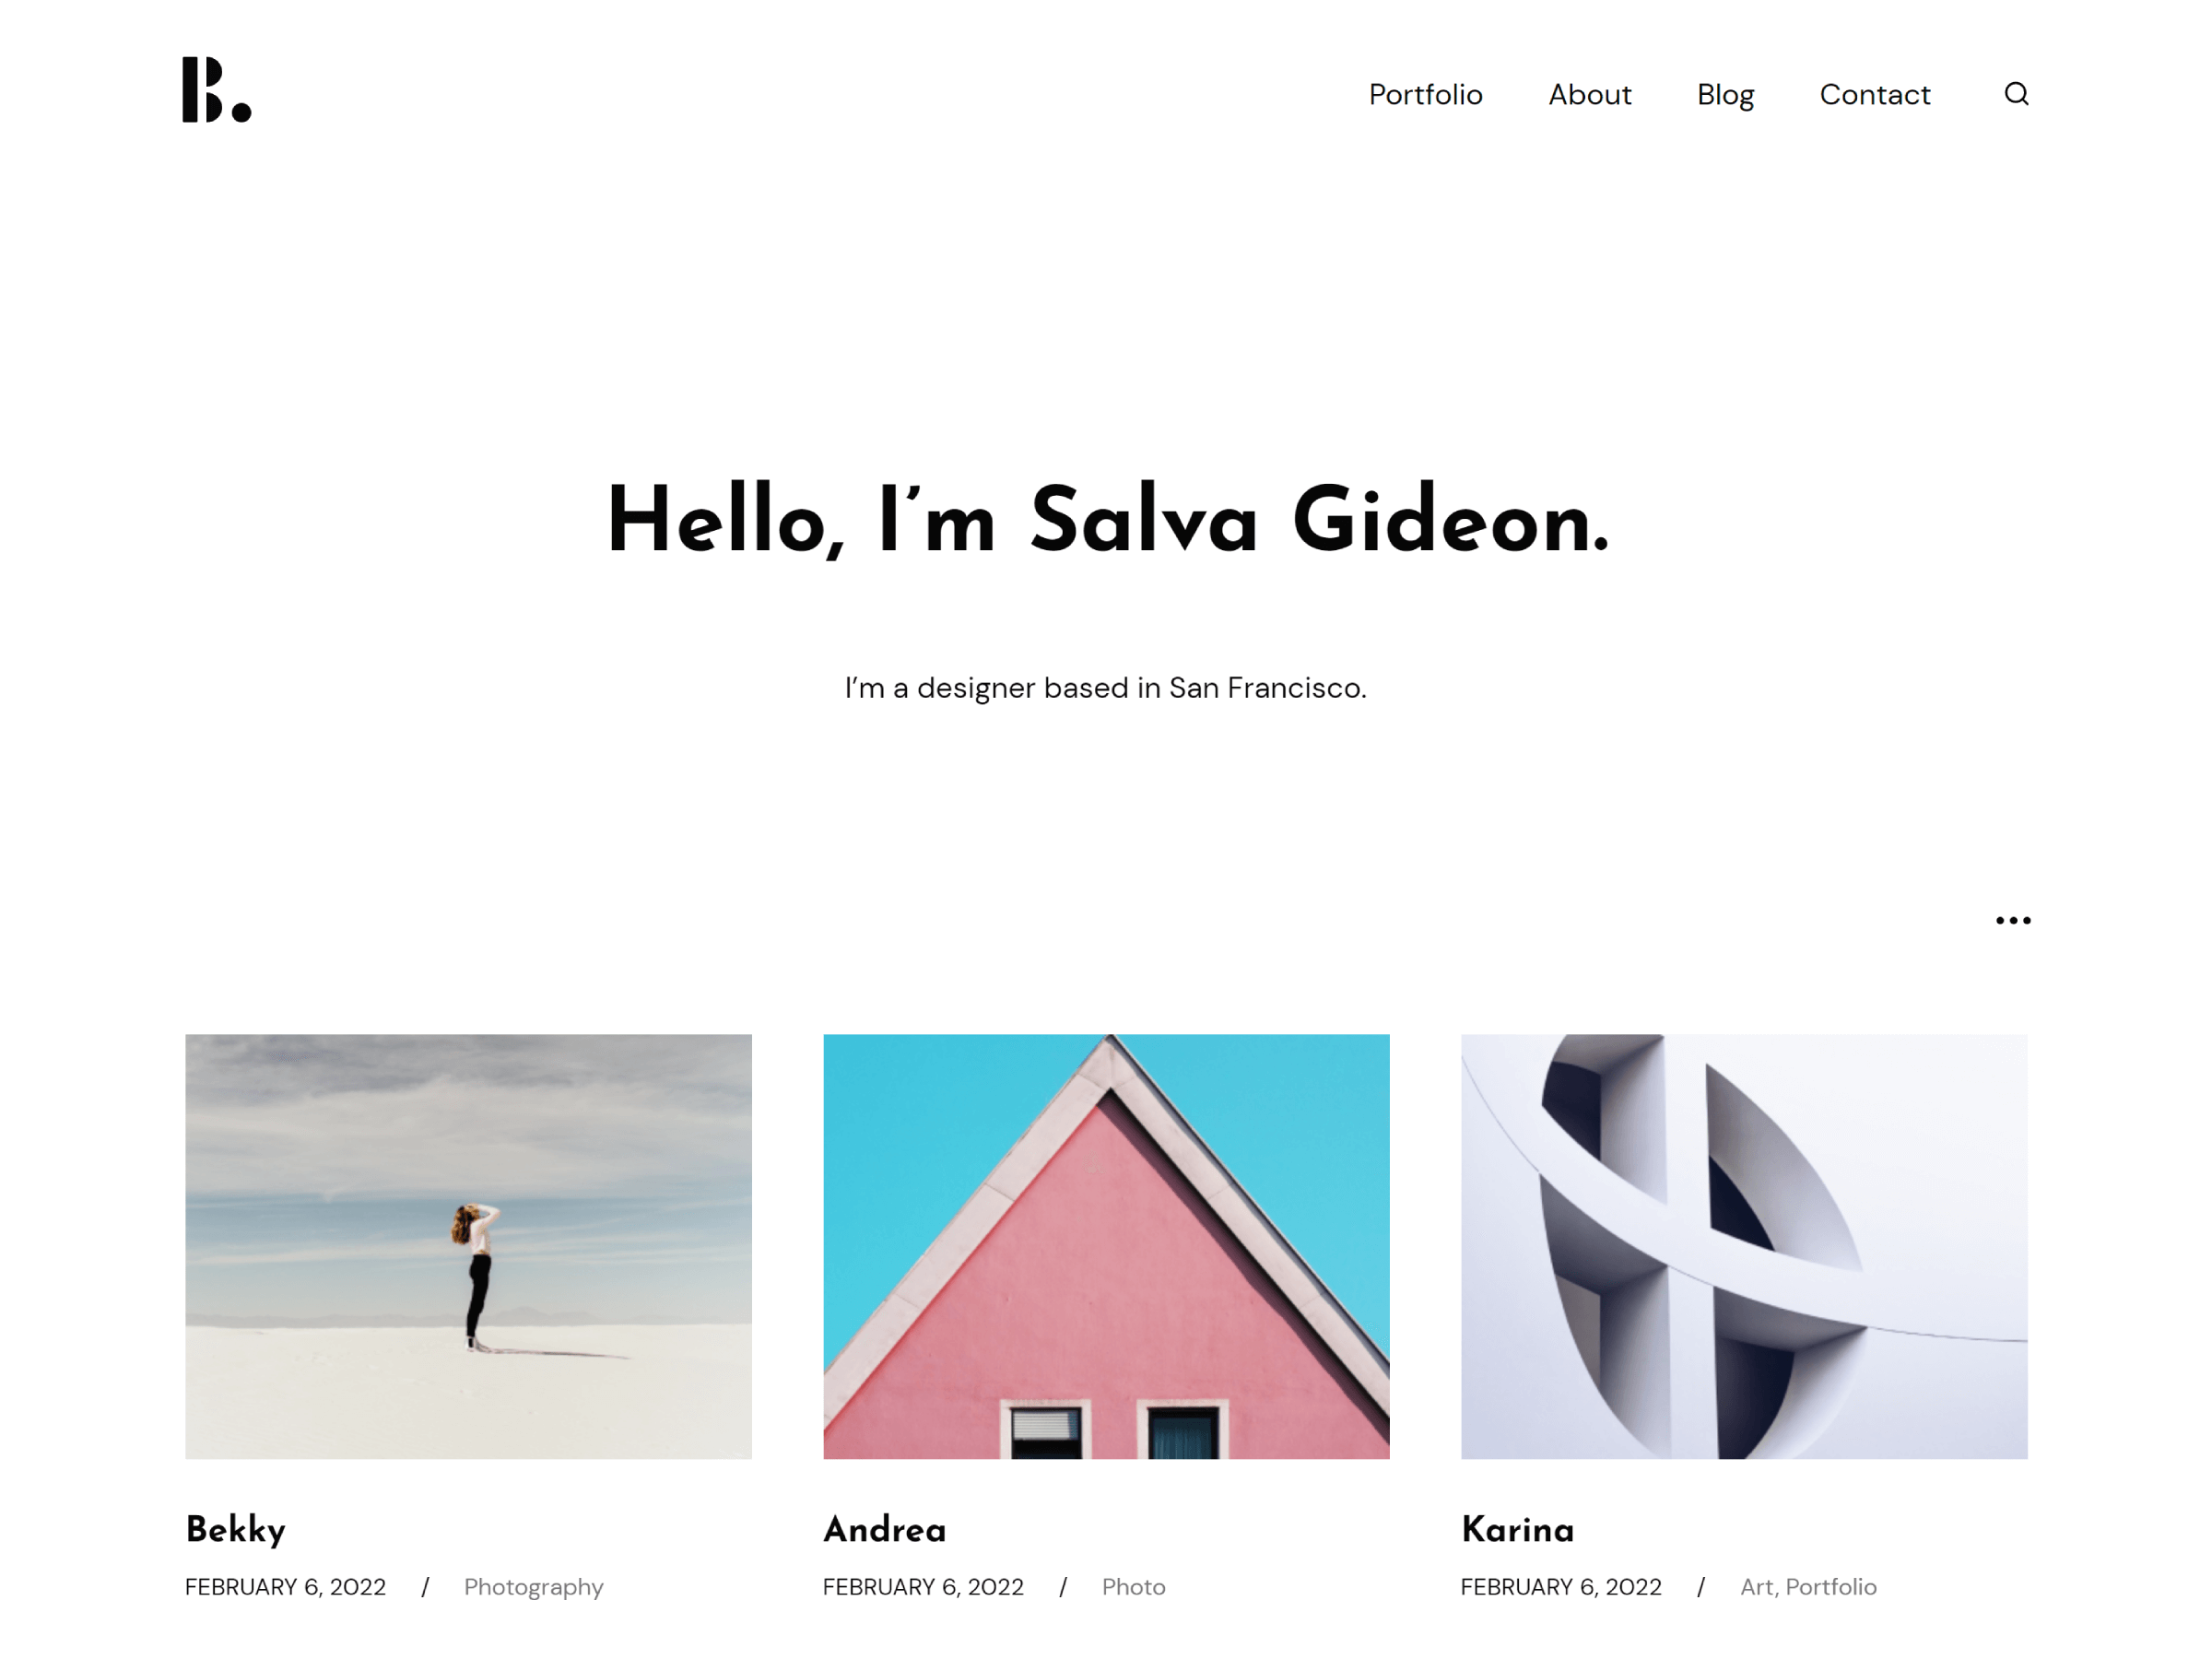 B.
Portfolio About Blog Contact
Hello, I’m Salva Gideon.
I’m a designer based in San Francisco.
Bekky
FEBRUARY 6, 2022 / Photography
Andrea
FEBRUARY 6, 2022 / Photo
Karina
FEBRUARY 6, 2022 / Art, Portfolio